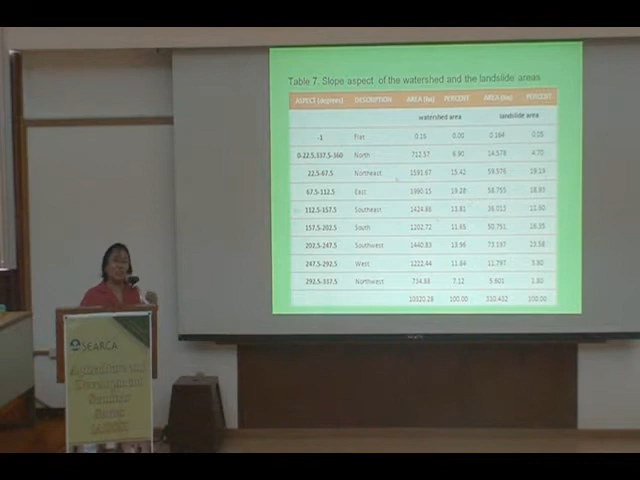 Table 7. Slope aspect of the watershed and the landslide areas
ASPECT (degrees) DESCRIPTION AREA (ha) PERCENT AREA (ha) PERCENT
watershed area landslide area
-1 Flat 0.16 0.00 0.164 0.05
0-22.5,337.5-360 North 712.57 6.90 14.578 4.70
22.5-67.5 Northeast 1591.67 15.42 59.576 19.19
67.5-112.5 East 1990.15 19.28 58.755 18.93
112.5-157.5 Southeast 1424.86 13.81 36.013 11.60
157.5-202.5 South 1202.72 11.65 50.751 16.35
202.5-247.5 Southwest 1440.83 13.96 73.197 23.58
247.5-292.5 West 1222.44 11.84 11.797 3.80
292.5-337.5 Northwest 734.88 7.12 5.601 1.80
10320.28 100.00 310.432 100.00
SEARCA
Agriculture and
Development
Seminar
Series
(ADSS)